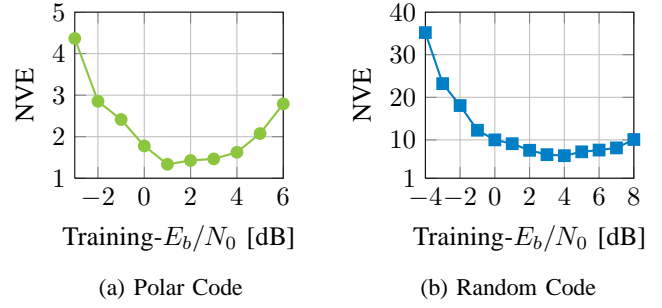 5
4
3
2
1
NVE
−2 0 2 4 6
Training-E_b/N_0 [dB]
(a) Polar Code
40
30
20
10
1
NVE
−4 −2 0 2 4 6 8
Training-E_b/N_0 [dB]
(b) Random Code